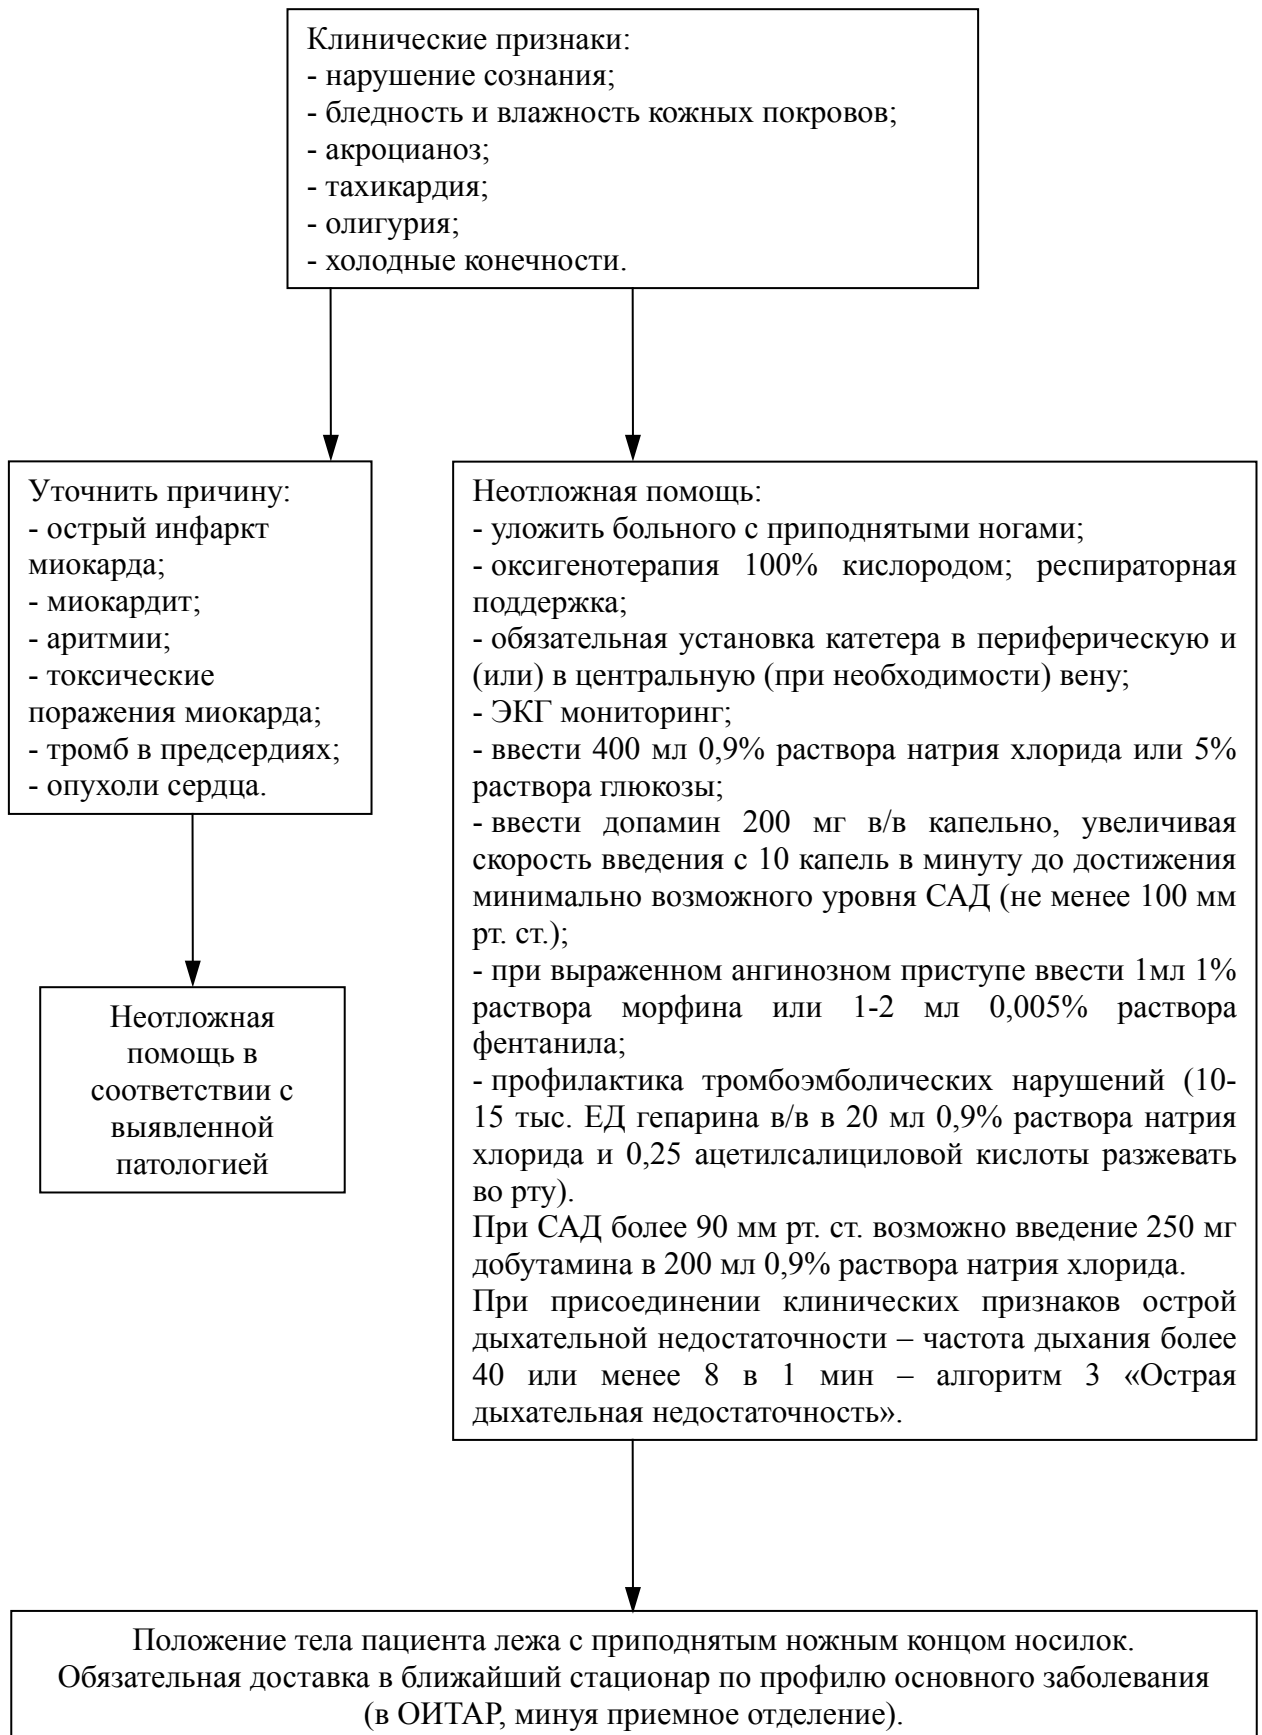 Клинические признаки:
- нарушение сознания;
- бледность и влажность кожных покровов;
- акроцианоз;
- тахикардия;
- олигурия;
- холодные конечности.
Уточнить причину:
- острый инфаркт
миокарда;
- миокардит;
- аритмии;
- токсические
поражения миокарда;
- тромб в предсердиях;
- опухоли сердца.
Неотложная
помощь в
соответствии с
выявленной
патологией
Неотложная помощь:
- уложить больного с приподнятыми ногами;
- оксигенотерапия 100% кислородом; респираторная
поддержка;
- обязательная установка катетера в периферическую и
(или) в центральную (при необходимости) вену;
- ЭКГ мониторинг;
- ввести 400 мл 0,9% раствора натрия хлорида или 5%
раствора глюкозы;
- ввести допамин 200 мг в/в капельно, увеличивая
скорость введения с 10 капель в минуту до достижения
минимально возможного уровня САД (не менее 100 мм
рт. ст.);
- при выраженном ангинозном приступе ввести 1мл 1%
раствора морфина или 1-2 мл 0,005% раствора
фентанила;
- профилактика тромбоэмболических нарушений (10-
15 тыс. ЕД гепарина в/в в 20 мл 0,9% раствора натрия
хлорида и 0,25 ацетилсалициловой кислоты разжевать
во рту).
При САД более 90 мм рт. ст. возможно введение 250 мг
добутамина в 200 мл 0,9% раствора натрия хлорида.
При присоединении клинических признаков острой
дыхательной недостаточности – частота дыхания более
40 или менее 8 в 1 мин – алгоритм 3 «Острая
дыхательная недостаточность».
Положение тела пациента лежа с приподнятым ножным концом носилок.
Обязательная доставка в ближайший стационар по профилю основного заболевания
(в ОИТАР, минуя приемное отделение).